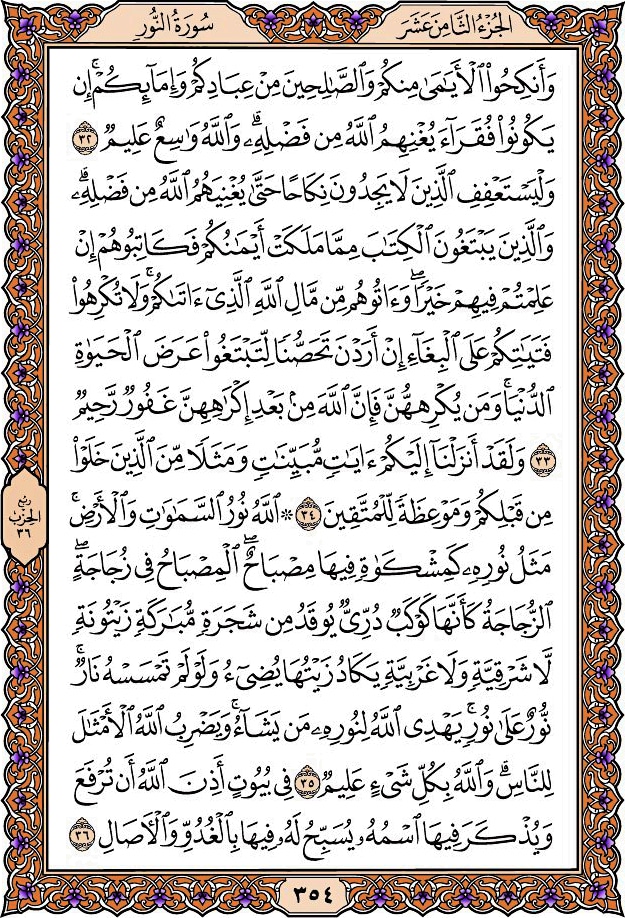 الجزء الثامن عشر
سورة النور
وَأَنكِحُوا۟ ٱلْأَيَـٰمَىٰ مِنكُمْ وَٱلصَّـٰلِحِينَ مِنْ عِبَادِكُمْ وَإِمَآئِكُمْ ۚ إِن
يَكُونُوا۟ فُقَرَآءَ يُغْنِهِمُ ٱللَّهُ مِن فَضْلِهِۦ ۗ وَٱللَّهُ وَٰسِعٌ عَلِيمٌ ٣٢
وَلْيَسْتَعْفِفِ ٱلَّذِينَ لَا يَجِدُونَ نِكَاحًا حَتَّىٰ يُغْنِيَهُمُ ٱللَّهُ مِن فَضْلِهِۦ ۗ
وَٱلَّذِينَ يَبْتَغُونَ ٱلْكِتَـٰبَ مِمَّا مَلَكَتْ أَيْمَـٰنُكُمْ فَكَاتِبُوهُمْ إِنْ
عَلِمْتُمْ فِيهِمْ خَيْرًا ۖ وَءَاتُوهُم مِّن مَّالِ ٱللَّهِ ٱلَّذِىٓ ءَاتَىٰكُمْ ۚ وَلَا تُكْرِهُوا۟
فَتَيَـٰتِكُمْ عَلَى ٱلْبِغَآءِ إِنْ أَرَدْنَ تَحَصُّنًا لِّتَبْتَغُوا۟ عَرَضَ ٱلْحَيَوٰةِ
ٱلدُّنْيَا ۚ وَمَن يُكْرِههُّنَّ فَإِنَّ ٱللَّهَ مِنۢ بَعْدِ إِكْرَٰهِهِنَّ غَفُورٌ رَّحِيمٌ
٣٣ وَلَقَدْ أَنزَلْنَآ إِلَيْكُمْ ءَايَـٰتٍ مُّبَيِّنَـٰتٍ وَمَثَلًا مِّنَ ٱلَّذِينَ خَلَوْا۟
مِن قَبْلِكُمْ وَمَوْعِظَةً لِّلْمُتَّقِينَ ٣٤ ۞ ٱللَّهُ نُورُ ٱلسَّمَـٰوَٰتِ وَٱلْأَرْضِ ۚ
مَثَلُ نُورِهِۦ كَمِشْكَوٰةٍ فِيهَا مِصْبَاحٌ ۖ ٱلْمِصْبَاحُ فِى زُجَاجَةٍ ۖ
ٱلزُّجَاجَةُ كَأَنَّهَا كَوْكَبٌ دُرِّىٌّ يُوقَدُ مِن شَجَرَةٍ مُّبَـٰرَكَةٍ زَيْتُونَةٍ
لَّا شَرْقِيَّةٍ وَلَا غَرْبِيَّةٍ يَكَادُ زَيْتُهَا يُضِىٓءُ وَلَوْ لَمْ تَمْسَسْهُ نَارٌ ۚ
نُّورٌ عَلَىٰ نُورٍ ۗ يَهْدِى ٱللَّهُ لِنُورِهِۦ مَن يَشَآءُ ۚ وَيَضْرِبُ ٱللَّهُ ٱلْأَمْثَـٰلَ
لِلنَّاسِ ۗ وَٱللَّهُ بِكُلِّ شَىْءٍ عَلِيمٌ ٣٥ فِى بُيُوتٍ أَذِنَ ٱللَّهُ أَن تُرْفَعَ
وَيُذْكَرَ فِيهَا ٱسْمُهُۥ يُسَبِّحُ لَهُۥ فِيهَا بِٱلْغُدُوِّ وَٱلْـَٔاصَالِ ٣٦
ربع
الحزب
٣٦
٣٥٤